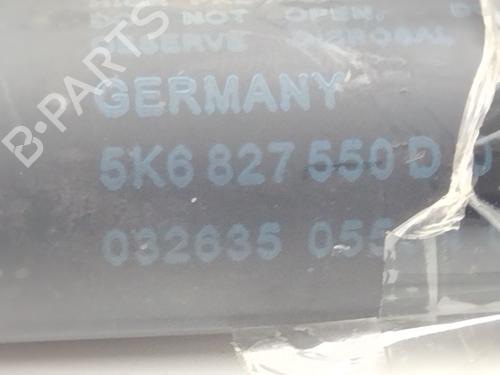 DO NOT OPEN,
OBSERVE DISPOSAL
GERMANY
5K6 827 550 D
032635 055
B-Parts